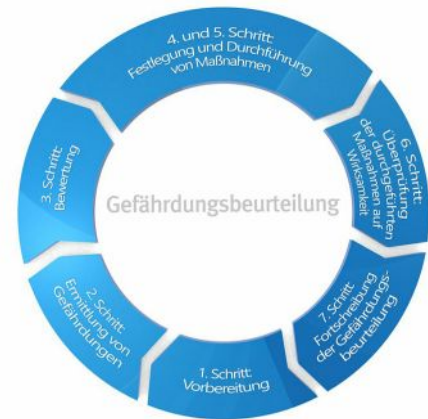 4. und 5. Schritt:
Festlegung und Durchführung
von Maßnahmen
6. Schritt:
Überprüfung
der durchgeführten
Maßnahmen auf
Wirksamkeit
7. Schritt:
Fortschreibung
der Gefährdungs-
beurteilung
1. Schritt:
Vorbereitung
2. Schritt:
Ermittlung von
Gefährdungen
3. Schritt:
Bewertung
Gefährdungsbeurteilung